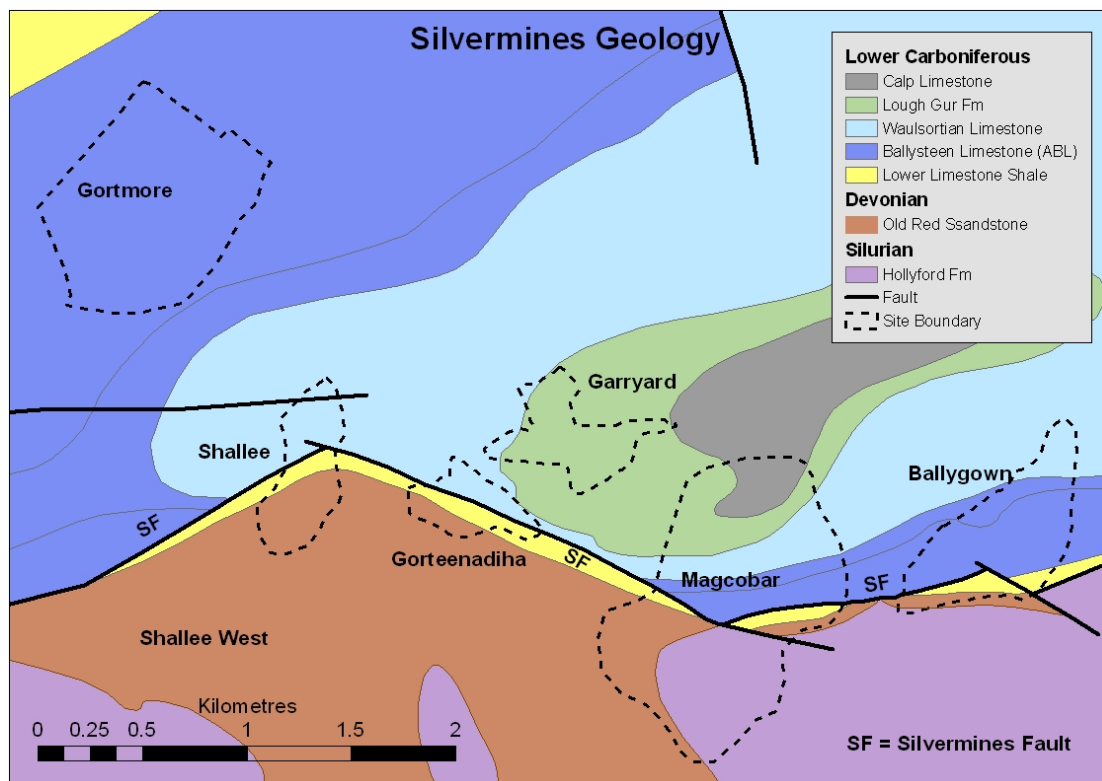 Silvermines Geology
Lower Carboniferous
Calp Limestone
Lough Gur Fm
Waulsortian Limestone
Ballysteen Limestone (ABL)
Lower Limestone Shale
Devonian
Old Red Ssandstone
Silurian
Hollyford Fm
Fault
Site Boundary
Gortmore
Garryard
Shallee
Ballygown
SF
Gorteenadiha
SF
Magcobar
SF
Shallee West
Kilometres
0 0.25 0.5 1 1.5 2
SF = Silvermines Fault